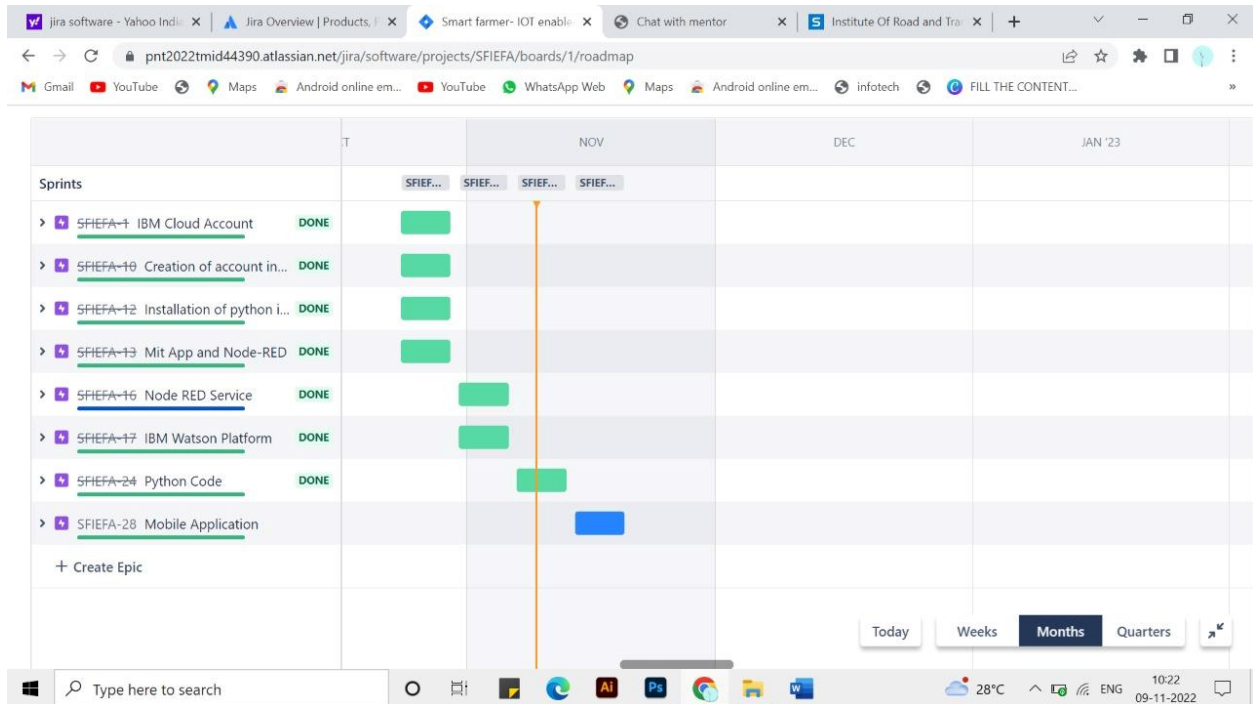 jira software - Yahoo Indi
Jira Overview | Products, F
Smart farmer- IOT enable
Chat with mentor
Institute Of Road and Tra
pnt2022tmid44390.atlassian.net/jira/software/projects/SFIEFA/boards/1/roadmap
Gmail YouTube Maps Android online em... YouTube WhatsApp Web Maps Android online em... infotech FILL THE CONTENT... »
NOV DEC JAN '23
Sprints SFIEF... SFIEF... SFIEF... SFIEF...
SFIEFA-1 IBM Cloud Account DONE
SFIEFA-10 Creation of account in... DONE
SFIEFA-12 Installation of python i... DONE
SFIEFA-13 Mit App and Node-RED DONE
SFIEFA-16 Node RED Service DONE
SFIEFA-17 IBM Watson Platform DONE
SFIEFA-24 Python Code DONE
SFIEFA-28 Mobile Application
+ Create Epic
Today Weeks Months Quarters
Type here to search Ai Ps W 28°C ENG 10:22
09-11-2022